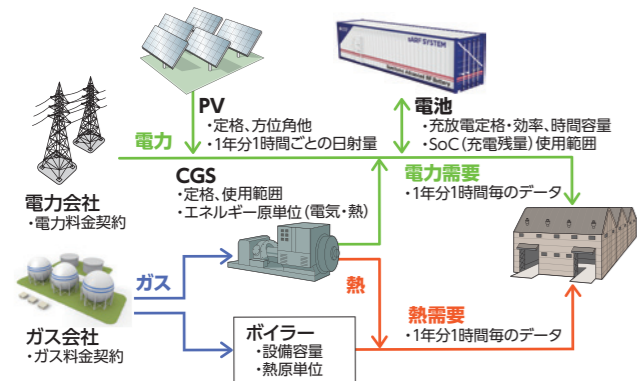 sARF SYSTEM
PV
・定格、方位角他
・1年分1時間ごとの日射量
電池
・充放電定格・効率、時間容量
・SoC(充電残量)使用範囲
電力
電力会社
・電力料金契約
CGS
・定格、使用範囲
・エネルギー原単位(電気・熱)
電力需要
・1年分1時間毎のデータ
ガス
熱
ガス会社
・ガス料金契約
ボイラー
・設備容量
・熱原単位
熱需要
・1年分1時間毎のデータ